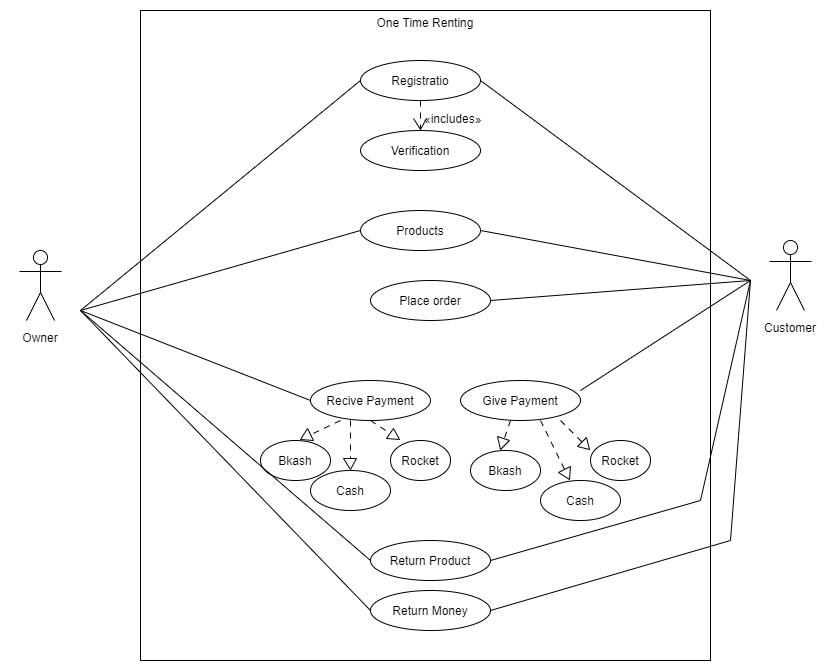 One Time Renting
Registratio
«includes»
Verification
Products
Place order
Owner
Customer
Recive Payment
Give Payment
Bkash
Cash
Rocket
Bkash
Cash
Rocket
Return Product
Return Money